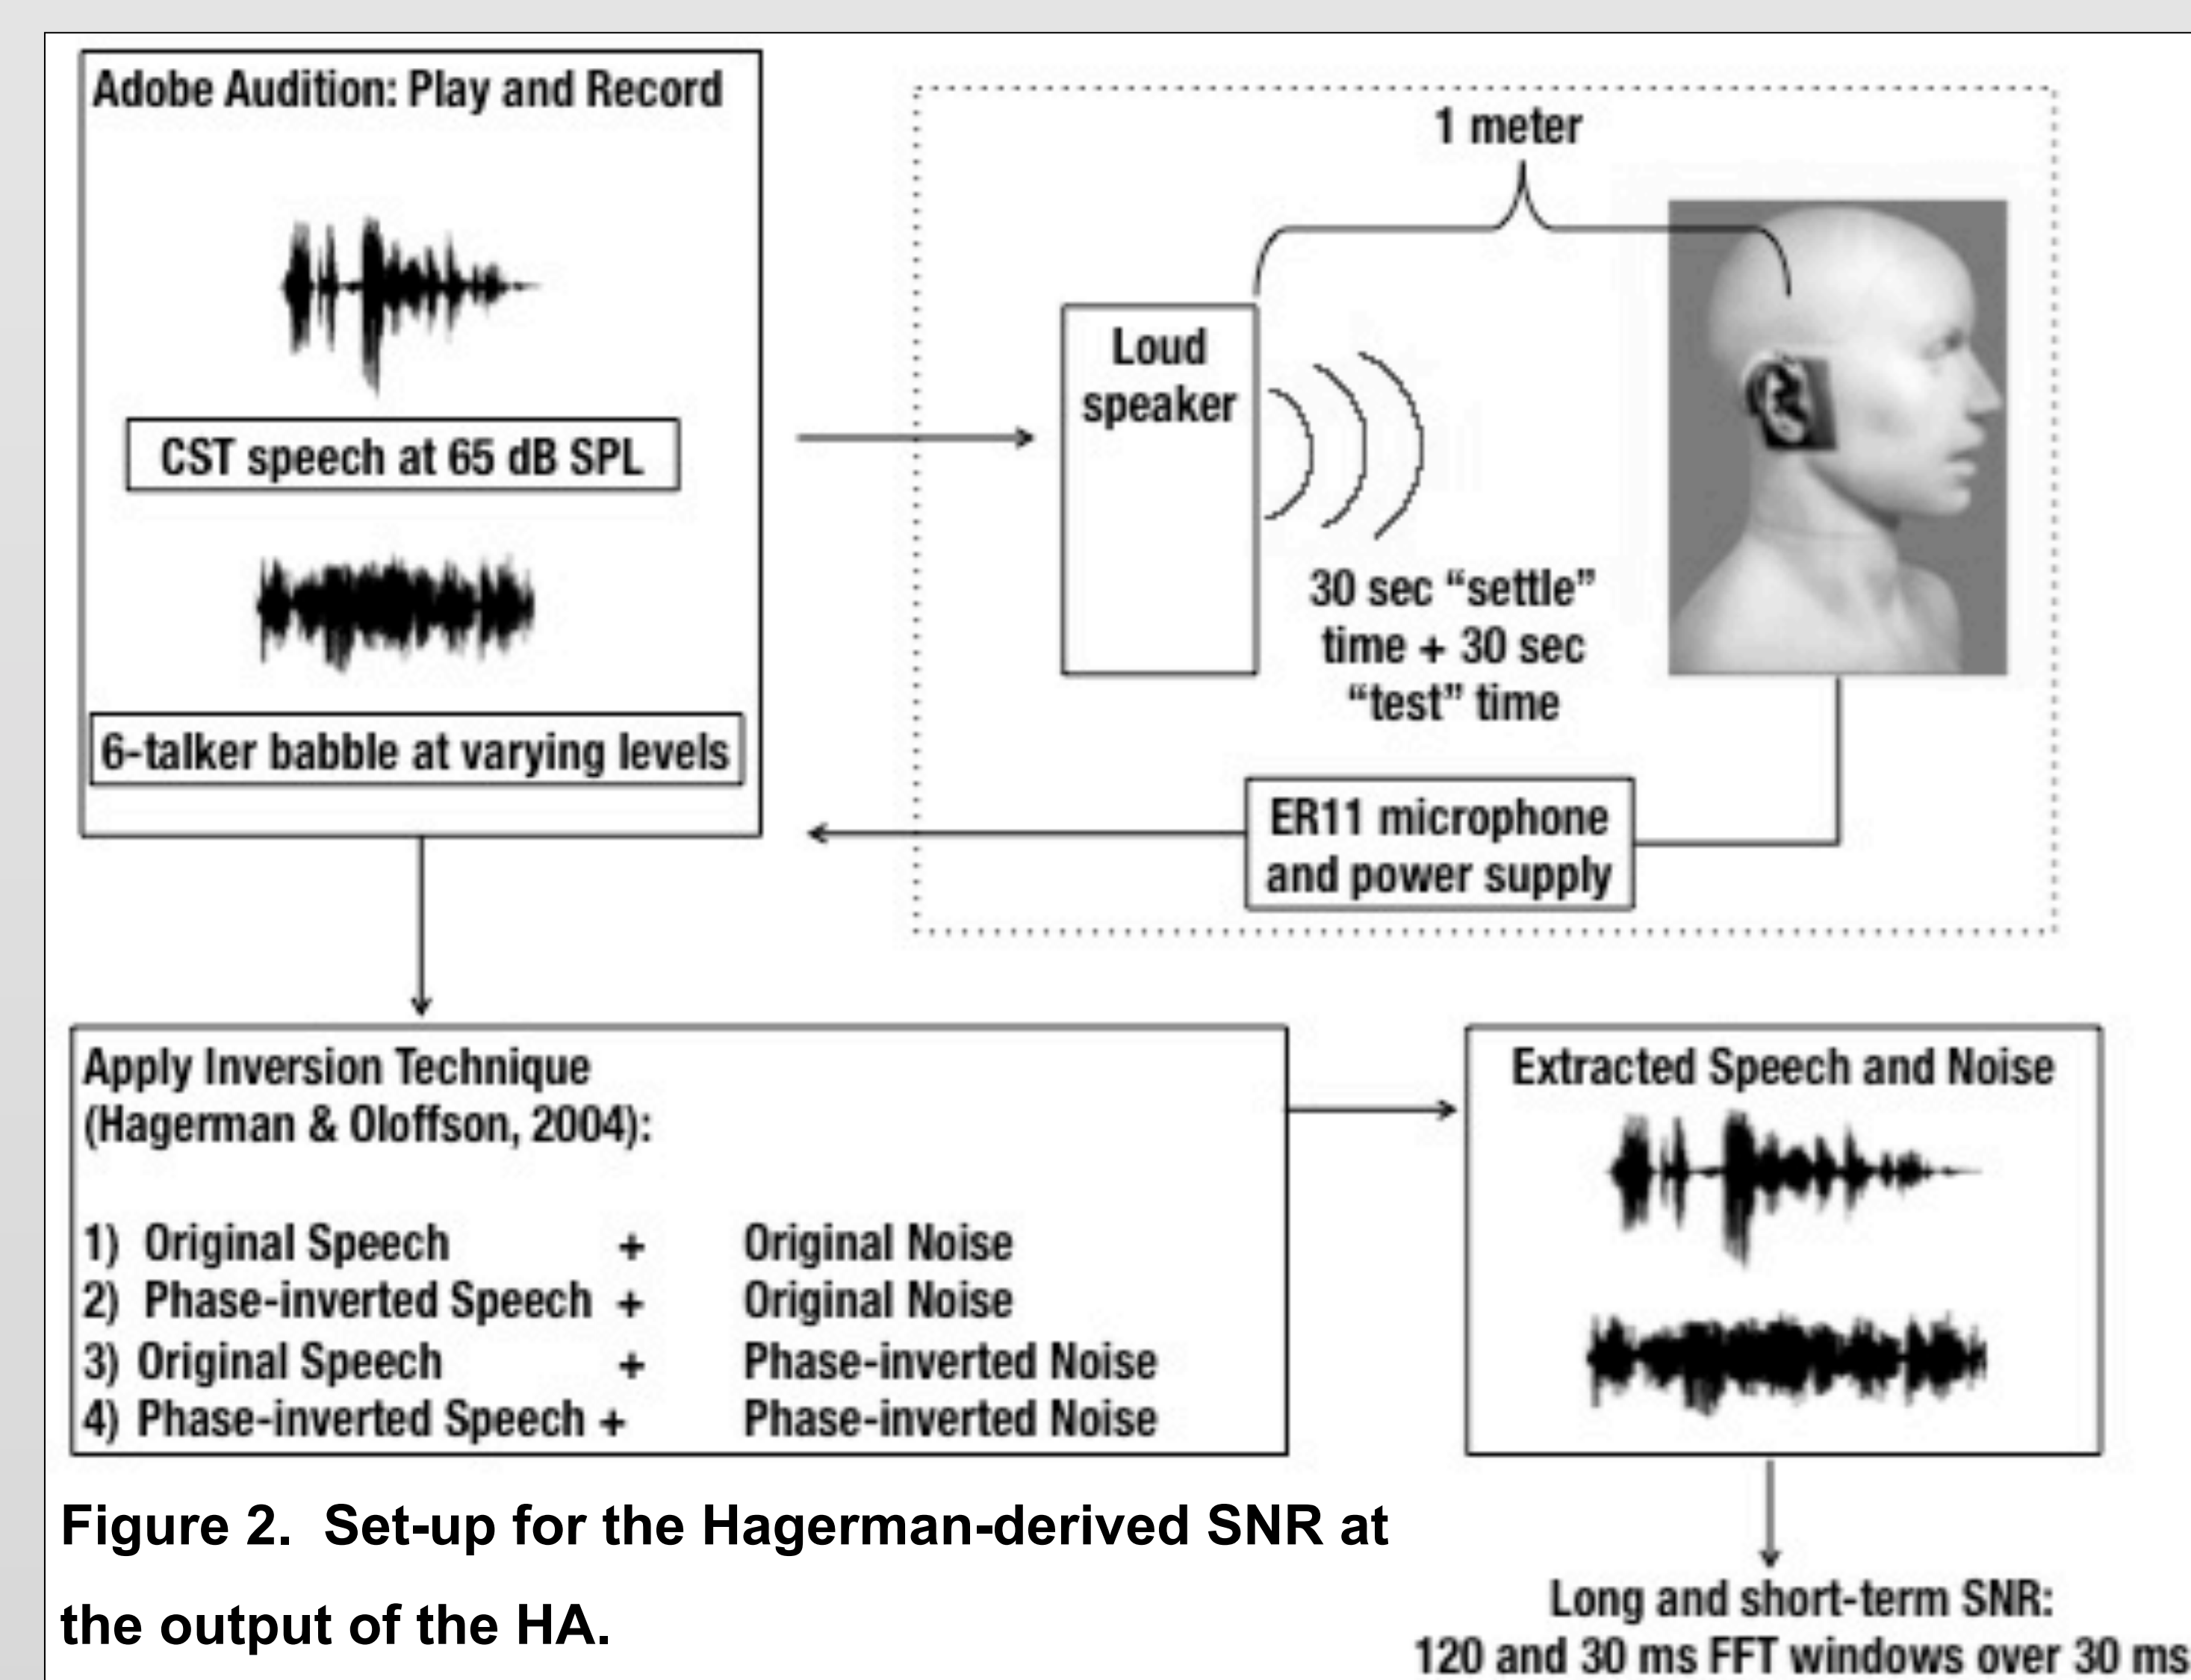 Adobe Audition: Play and Record
CST speech at 65 dB SPL
6-talker babble at varying levels
1 meter
Loud
speaker
30 sec “settle”
time + 30 sec
“test” time
ER11 microphone
and power supply
Apply Inversion Technique
(Hagerman & Oloffson, 2004):
1) Original Speech + Original Noise
2) Phase-inverted Speech + Original Noise
3) Original Speech + Phase-inverted Noise
4) Phase-inverted Speech + Phase-inverted Noise
Extracted Speech and Noise
Long and short-term SNR:
120 and 30 ms FFT windows over 30 ms
Figure 2. Set-up for the Hagerman-derived SNR at
the output of the HA.